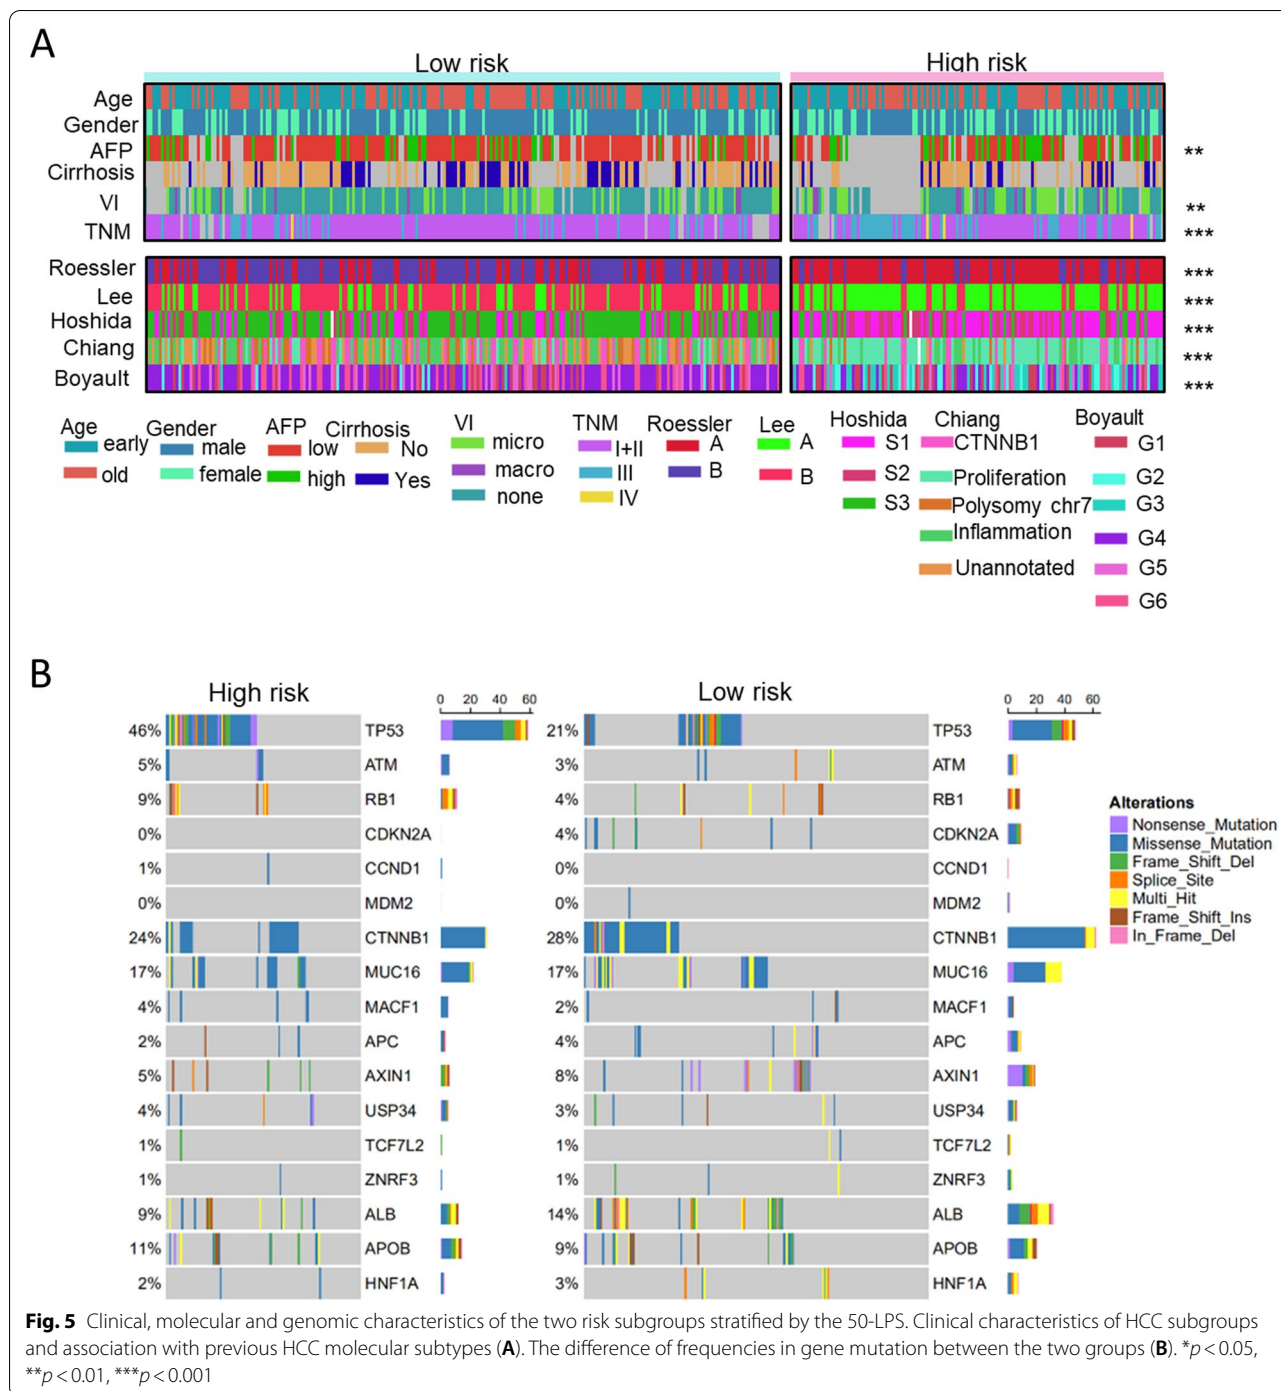 A
Low risk
High risk
Age
Gender
AFP
**
Cirrhosis
VI
**
TNM
***
Roessler
***
Lee
***
Hoshida
***
Chiang
***
Boyault
***
Age
early
old
Gender
male
female
AFP
low
high
Cirrhosis
No
Yes
VI
micro
macro
none
TNM
I+II
III
IV
Roessler
A
B
Lee
A
B
Hoshida
S1
S2
S3
Chiang
CTNNB1
Proliferation
Polysomy chr7
Inflammation
Unannotated
Boyault
G1
G2
G3
G4
G5
G6
B
High risk
Low risk
0 20 40 60
0 20 40 60
46% TP53 21% TP53
5% ATM 3% ATM
9% RB1 4% RB1
0% CDKN2A 4% CDKN2A
1% CCND1 0% CCND1
0% MDM2 0% MDM2
24% CTNNB1 28% CTNNB1
17% MUC16 17% MUC16
4% MACF1 2% MACF1
2% APC 4% APC
5% AXIN1 8% AXIN1
4% USP34 3% USP34
1% TCF7L2 1% TCF7L2
1% ZNRF3 1% ZNRF3
9% ALB 14% ALB
11% APOB 9% APOB
2% HNF1A 3% HNF1A
Alterations
Nonsense_Mutation
Missense_Mutation
Frame_Shift_Del
Splice_Site
Multi_Hit
Frame_Shift_Ins
In_Frame_Del
Fig. 5 Clinical, molecular and genomic characteristics of the two risk subgroups stratified by the 50-LPS. Clinical characteristics of HCC subgroups
and association with previous HCC molecular subtypes (A). The difference of frequencies in gene mutation between the two groups (B). *p < 0.05,
**p < 0.01, ***p < 0.001